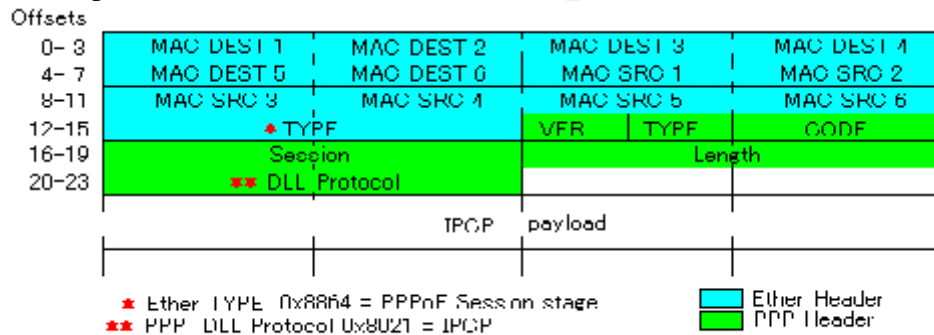 Offsets
0- 3 MAC DEST 1 MAC DEST 2 MAC DEST 3 MAC DEST 4
4- 7 MAC DEST 5 MAC DEST 6 MAC SRC 1 MAC SRC 2
8-11 MAC SRC 3 MAC SRC 4 MAC SRC 5 MAC SRC 6
12-15 * TYPE VER TYPE CODE
16-19 Session Length
20-23 ** DLL Protocol
IPCP payload
* Ether TYPE 0x8864 = PPPoE Session stage
** PPP DLL Protocol 0x8021 = IPCP
Ether Header
PPP Header